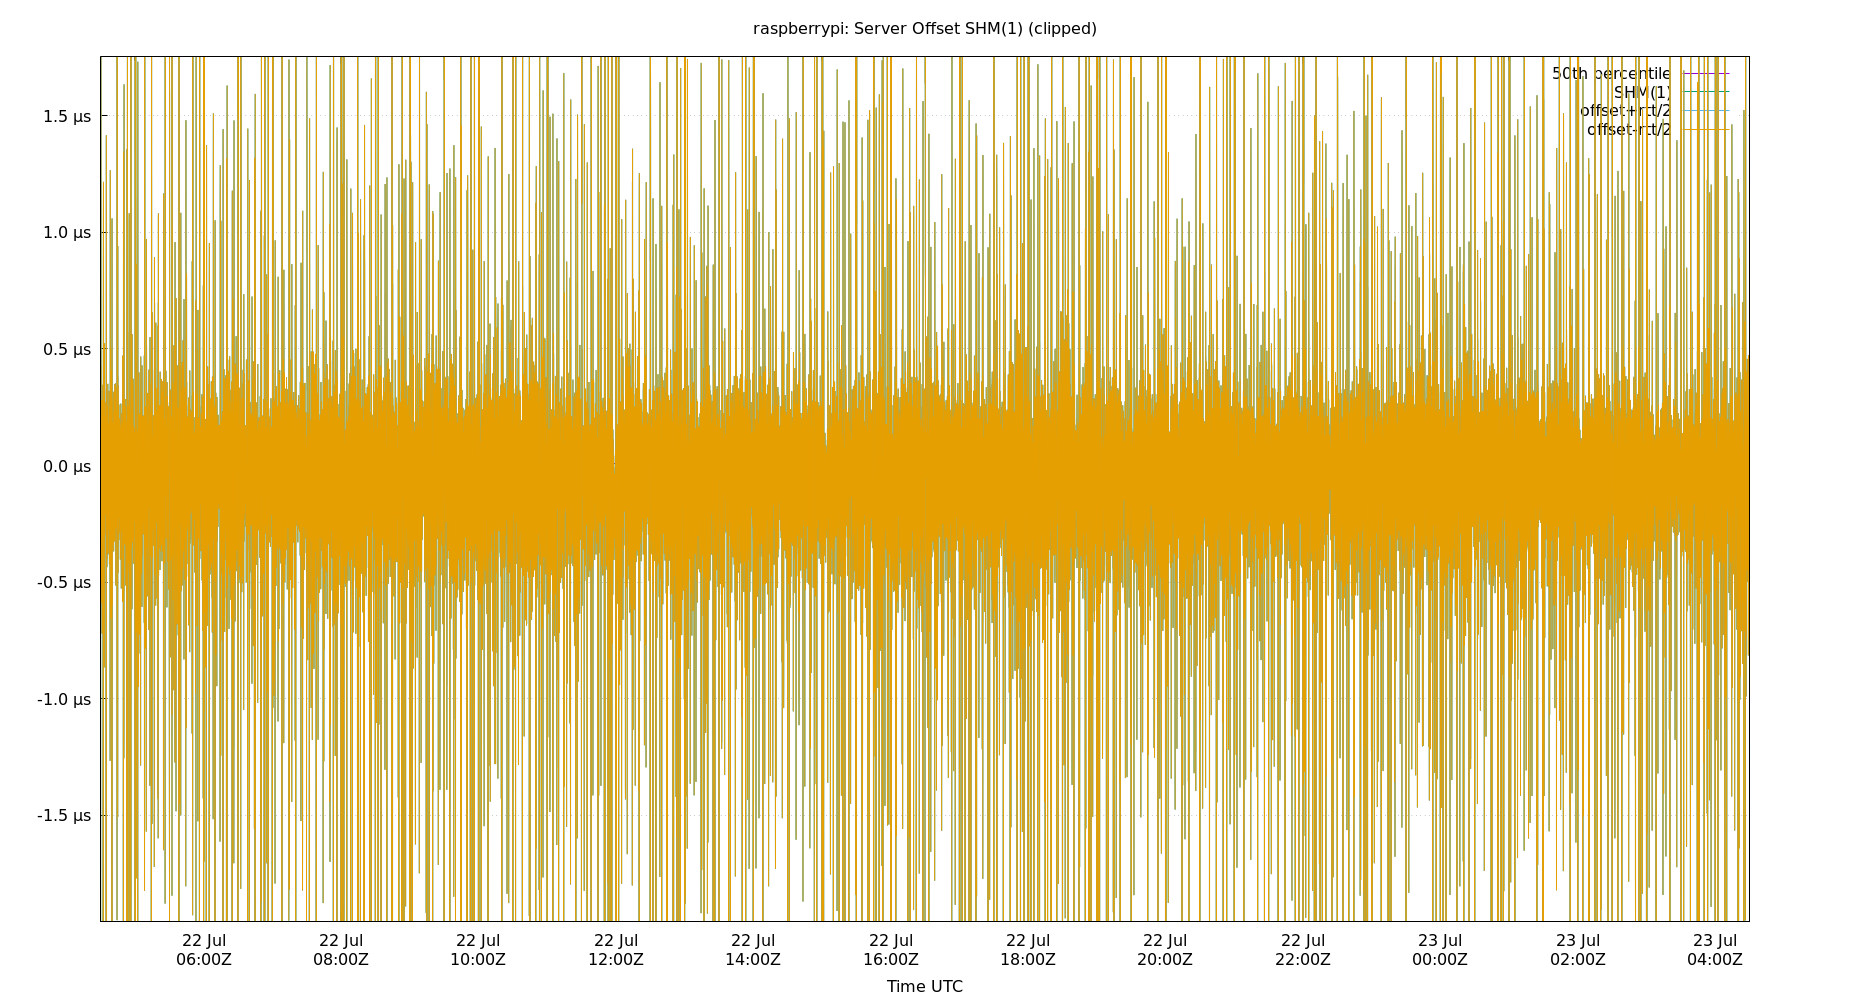 raspberrypi: Server Offset SHM(1) (clipped)
50th percentile
SHM(1)
offset+rtt/2
offset-rtt/2
1.5 µs
1.0 µs
0.5 µs
0.0 µs
-0.5 µs
-1.0 µs
-1.5 µs
22 Jul 22 Jul 22 Jul 22 Jul 22 Jul 22 Jul 22 Jul 22 Jul 22 Jul 23 Jul 23 Jul 23 Jul
06:00Z 08:00Z 10:00Z 12:00Z 14:00Z 16:00Z 18:00Z 20:00Z 22:00Z 00:00Z 02:00Z 04:00Z
Time UTC